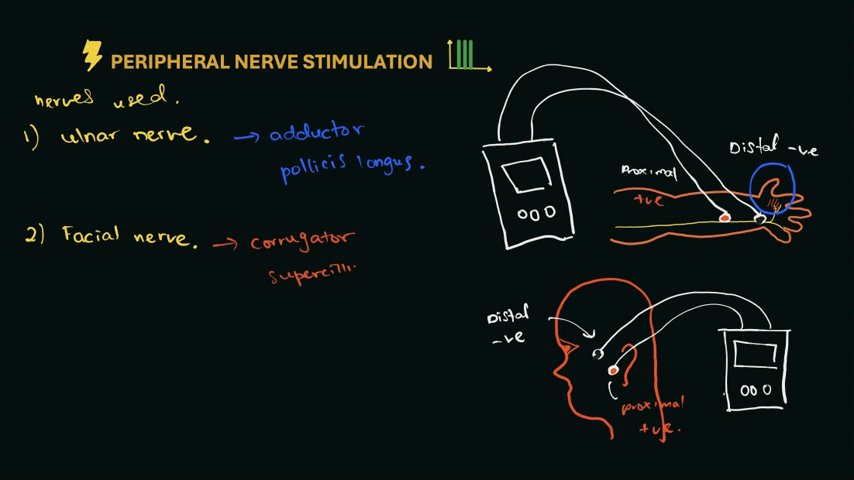 PERIPHERAL NERVE STIMULATION
nerves used.
1) ulnar nerve. → adductor
pollicis longus.
2) Facial nerve. → corrugator
supercilii
Distal -ve
proximal
+ve
Distal
-ve
proximal
+ve.